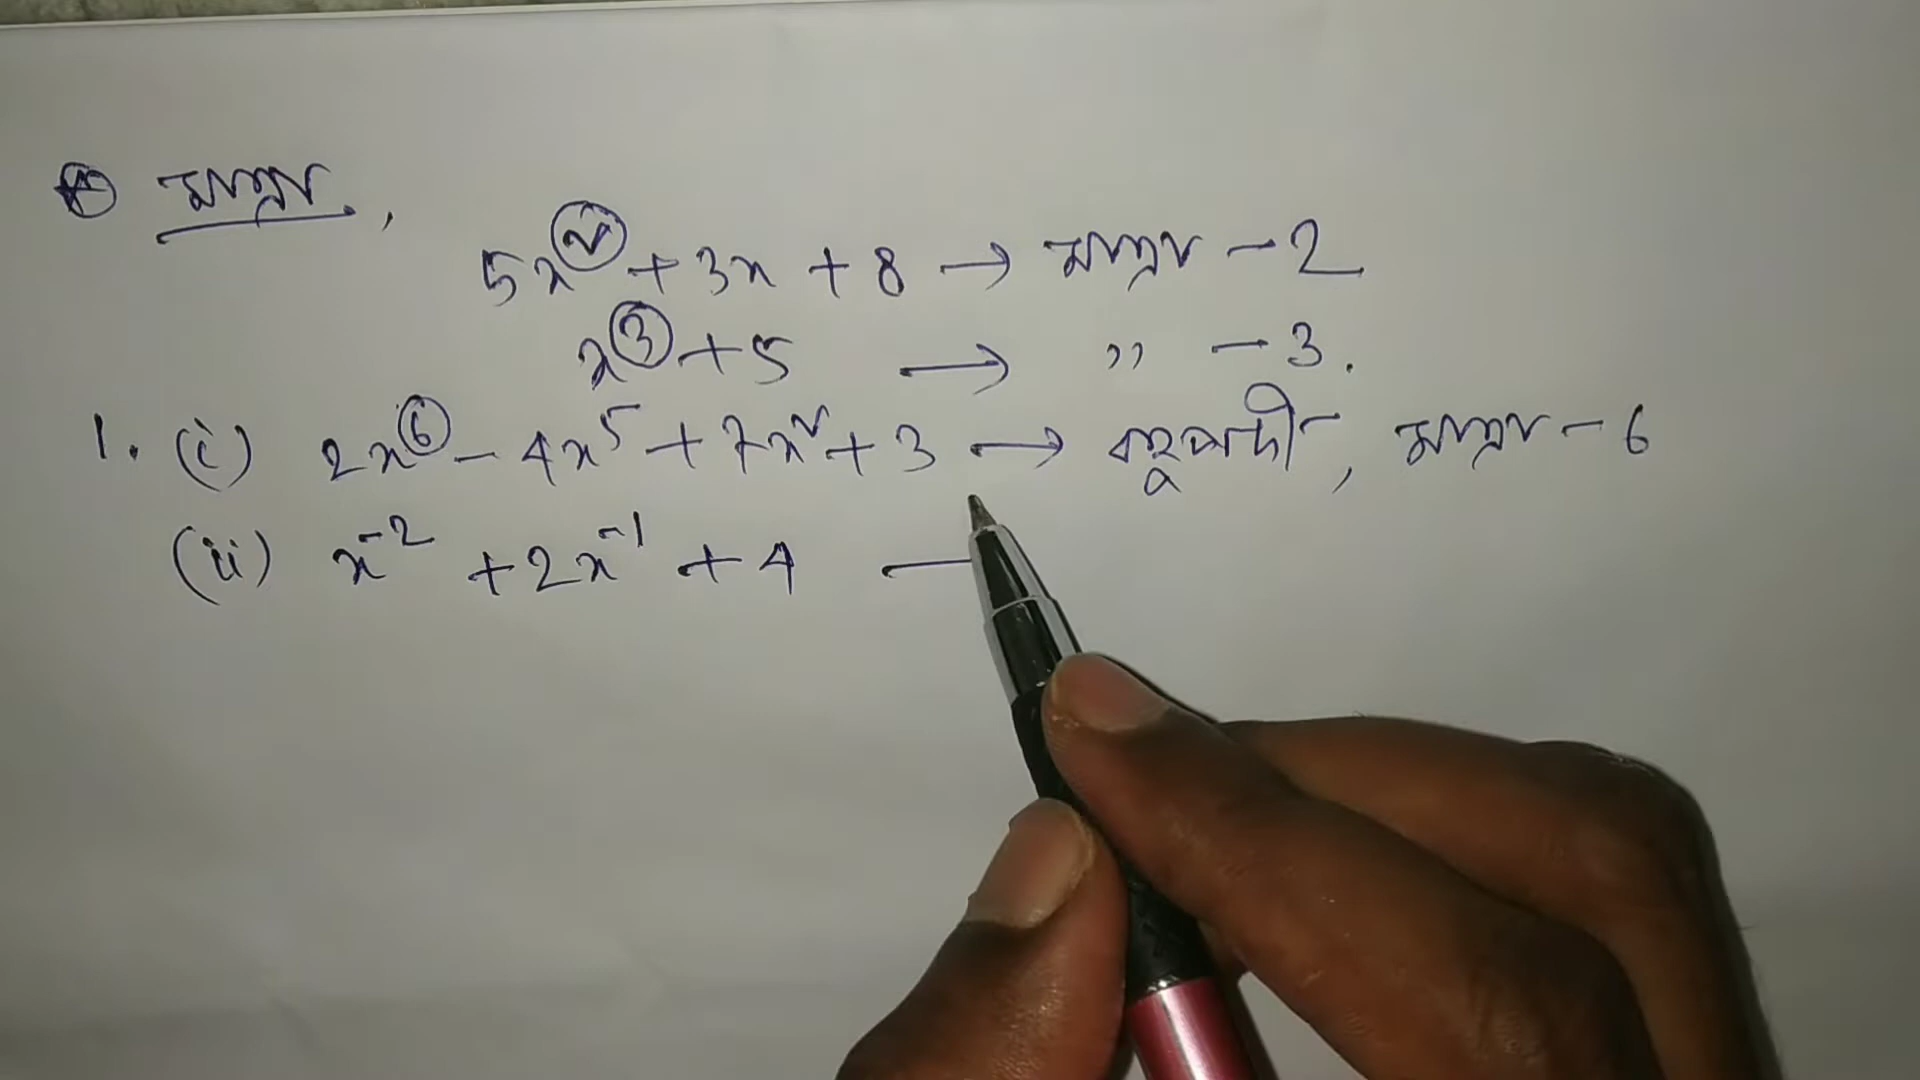 মাত্রা,
5x² + 3x + 8 → মাত্রা - 2
x³ + 5 → ,, - 3.
1. (i) 2x⁶ - 4x⁵ + 7x² + 3 → বহুপদী, মাত্রা - 6
(ii) x⁻² + 2x⁻¹ + 4 —